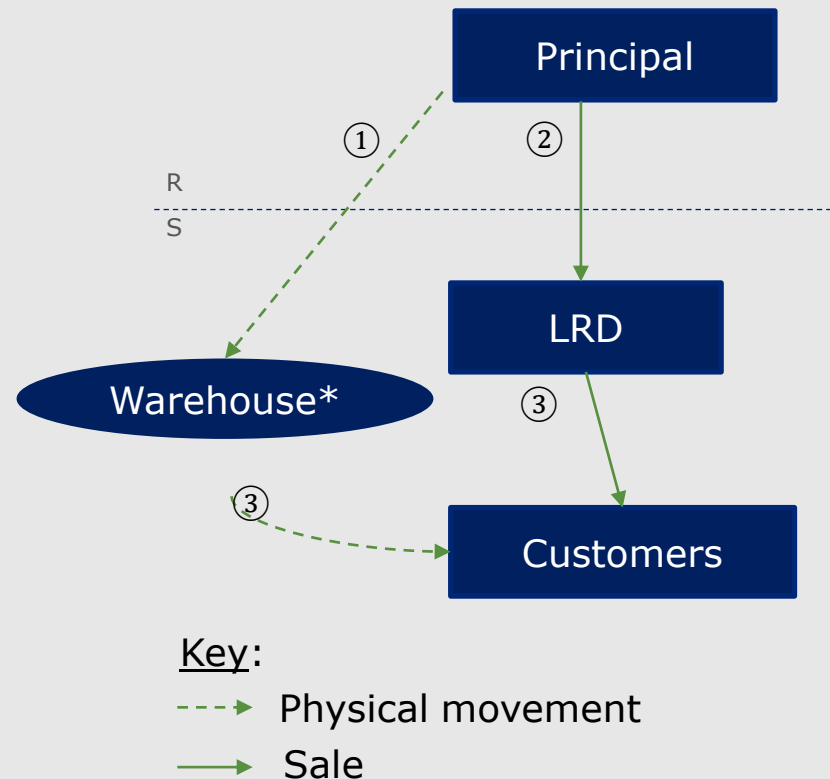 Principal
①
②
R
S
LRD
Warehouse*
③
③
Customers
Key:
Physical movement
Sale